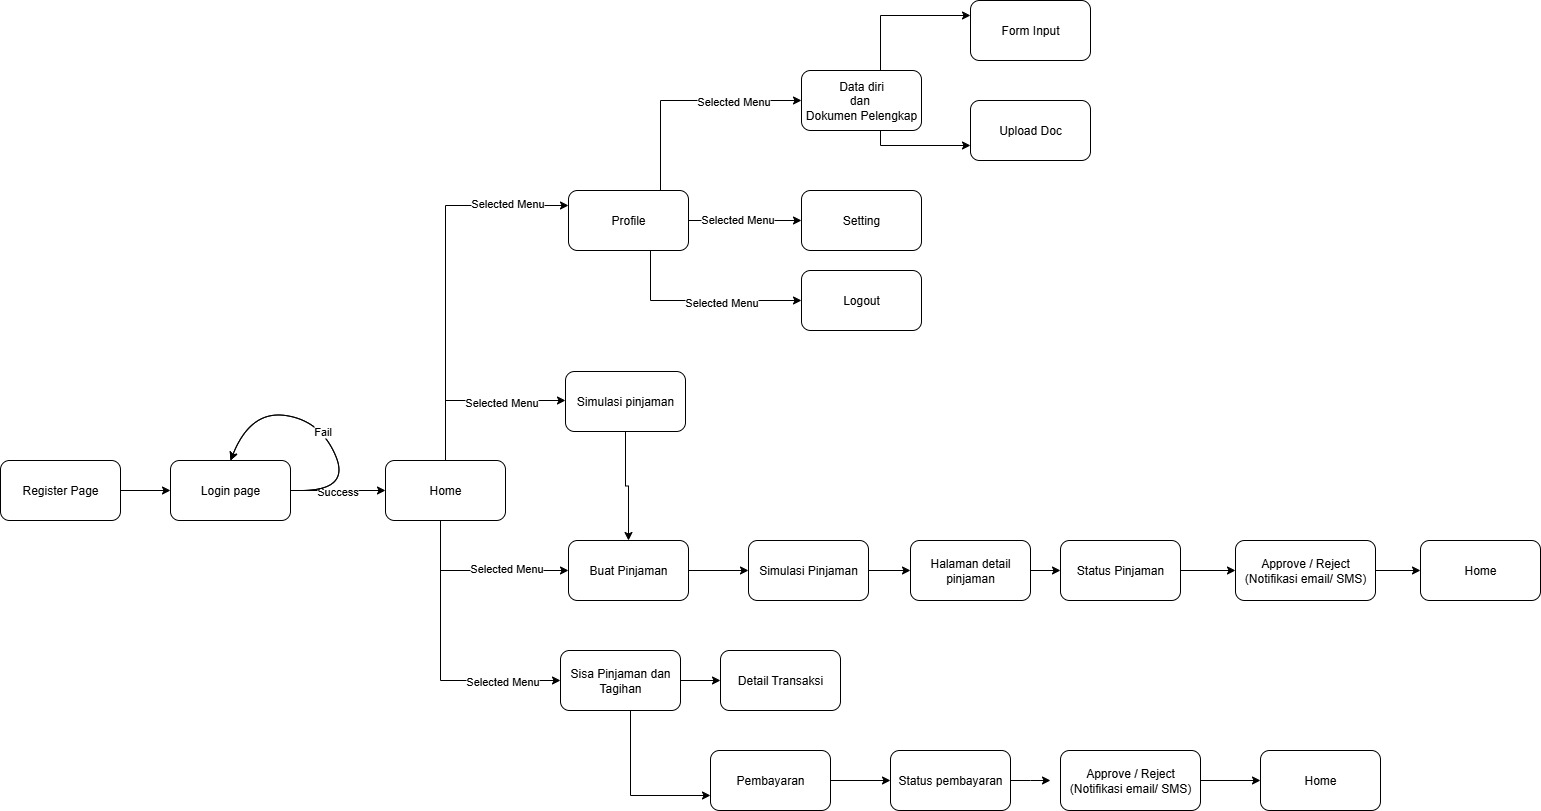 Form Input
Selected Menu
Data diri
dan
Dokumen Pelengkap
Upload Doc
Selected Menu
Profile
Selected Menu
Setting
Selected Menu
Logout
Selected Menu
Simulasi pinjaman
Fail
Register Page
Login page
Success
Home
Selected Menu
Buat Pinjaman
Simulasi Pinjaman
Halaman detail
pinjaman
Status Pinjaman
Approve / Reject
(Notifikasi email/ SMS)
Home
Selected Menu
Sisa Pinjaman dan
Tagihan
Detail Transaksi
Pembayaran
Status pembayaran
Approve / Reject
(Notifikasi email/ SMS)
Home